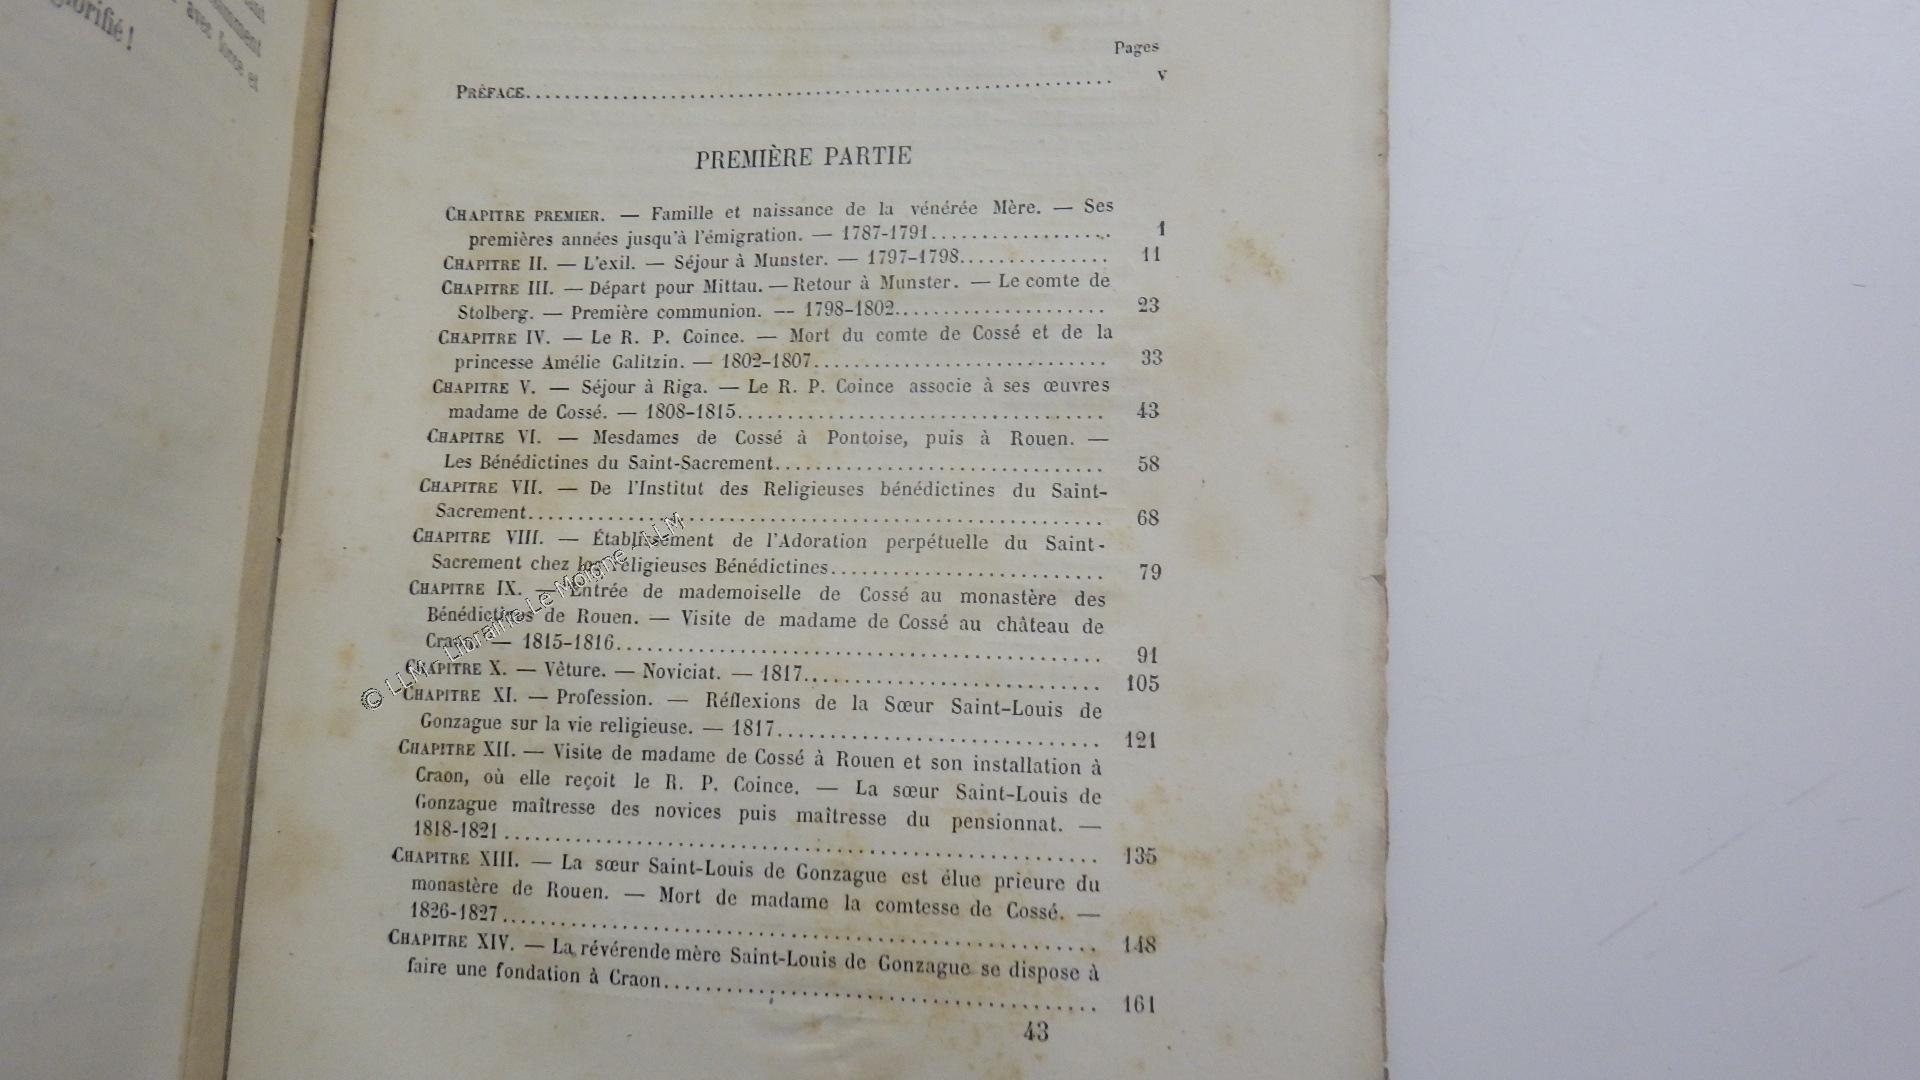 glorifié!
avec force et
Pages
PRÉFACE........ V
PREMIÈRE PARTIE
CHAPITRE PREMIER. — Famille et naissance de la vénérée Mère. — Ses
premières années jusqu'à l'émigration. — 1787-1791........ 1
CHAPITRE II. — L'exil. — Séjour à Munster. — 1797-1798........ 11
CHAPITRE III. — Départ pour Mittau. — Retour à Munster. — Le comte de
Stolberg. — Première communion. — 1798-1802........ 23
CHAPITRE IV. — Le R. P. Coince. — Mort du comte de Cossé et de la
princesse Amélie Galitzin. — 1802-1807........ 33
CHAPITRE V. — Séjour à Riga. — Le R. P. Coince associe à ses œuvres
madame de Cossé. — 1808-1815........ 43
CHAPITRE VI. — Mesdames de Cossé à Pontoise, puis à Rouen. —
Les Bénédictines du Saint-Sacrement........ 58
CHAPITRE VII. — De l'Institut des Religieuses bénédictines du Saint-
Sacrement........ 68
CHAPITRE VIII. — Établissement de l'Adoration perpétuelle du Saint-
Sacrement chez les religieuses Bénédictines........ 79
CHAPITRE IX. — Entrée de mademoiselle de Cossé au monastère des
Bénédictines de Rouen. — Visite de madame de Cossé au château de
Craon. — 1815-1816........ 91
CHAPITRE X. — Vêture. — Noviciat. — 1817........ 105
CHAPITRE XI. — Profession. — Réflexions de la Sœur Saint-Louis de
Gonzague sur la vie religieuse. — 1817........ 121
CHAPITRE XII. — Visite de madame de Cossé à Rouen et son installation à
Craon, où elle reçoit le R. P. Coince. — La sœur Saint-Louis de
Gonzague maîtresse des novices puis maîtresse du pensionnat. —
1818-1821........ 135
CHAPITRE XIII. — La sœur Saint-Louis de Gonzague est élue prieure du
monastère de Rouen. — Mort de madame la comtesse de Cossé. —
1826-1827........ 148
CHAPITRE XIV. — La révérende mère Saint-Louis de Gonzague se dispose à
faire une fondation à Craon........ 161
43
© LLM - Librairie Le Moigne - LLM